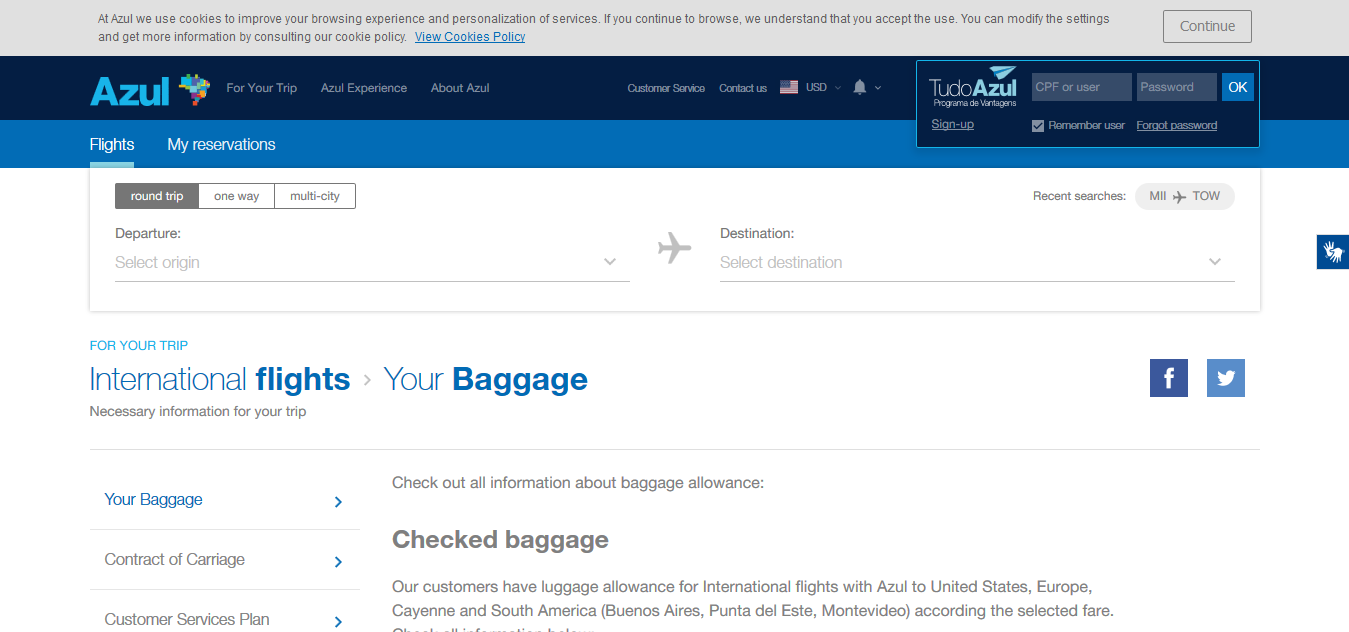 At Azul we use cookies to improve your browsing experience and personalization of services. If you continue to browse, we understand that you accept the use. You can modify the settings
and get more information by consulting our cookie policy. View Cookies Policy
Continue
Azul
For Your Trip
Azul Experience
About Azul
Customer Service
Contact us
USD
TudoAzul
Programa de Vantagens
CPF or user
Password
OK
Sign-up
Remember user
Forgot password
Flights
My reservations
round trip
one way
multi-city
Recent searches:
MII
TOW
Departure:
Select origin
Destination:
Select destination
FOR YOUR TRIP
International flights › Your Baggage
Necessary information for your trip
Your Baggage
Contract of Carriage
Customer Services Plan
Check out all information about baggage allowance:
Checked baggage
Our customers have luggage allowance for International flights with Azul to United States, Europe,
Cayenne and South America (Buenos Aires, Punta del Este, Montevideo) according the selected fare.